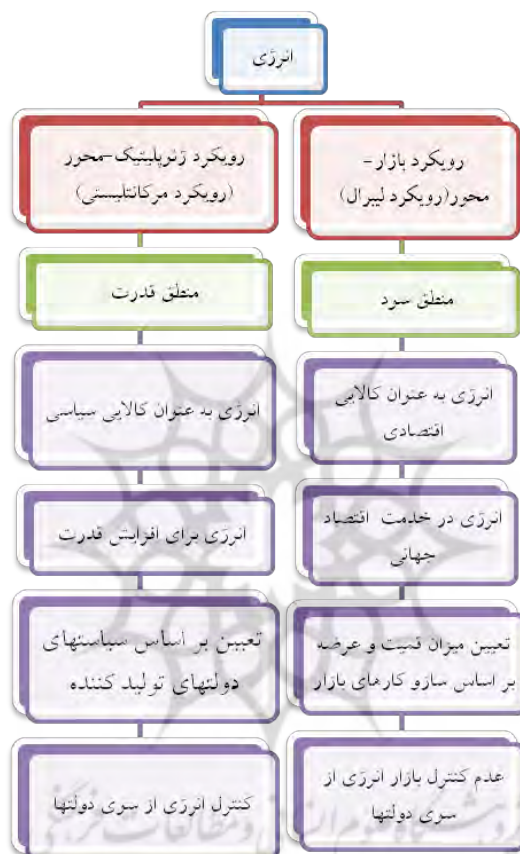 انرژی
رویکرد بازار-
محور(رویکرد لیبرال)
منطق سود
انرژی به عنوان کالایی
اقتصادی
انرژی در خدمت اقتصاد
جهانی
تعیین میزان قمیت و عرضه
بر اساس سازو کارهای بازار
عدم کنترل بازار انرژی از
سوی دولتها
رویکرد ژئوپلیتیک-محور
(رویکرد مرکانتلیستی)
منطق قدرت
انرژی به عنوان کالایی سیاسی
انرژی برای افزایش قدرت
تعیین بر اساس سیاستهای
دولتهای تولید کننده
کنترل انرژی از سوی دولتها